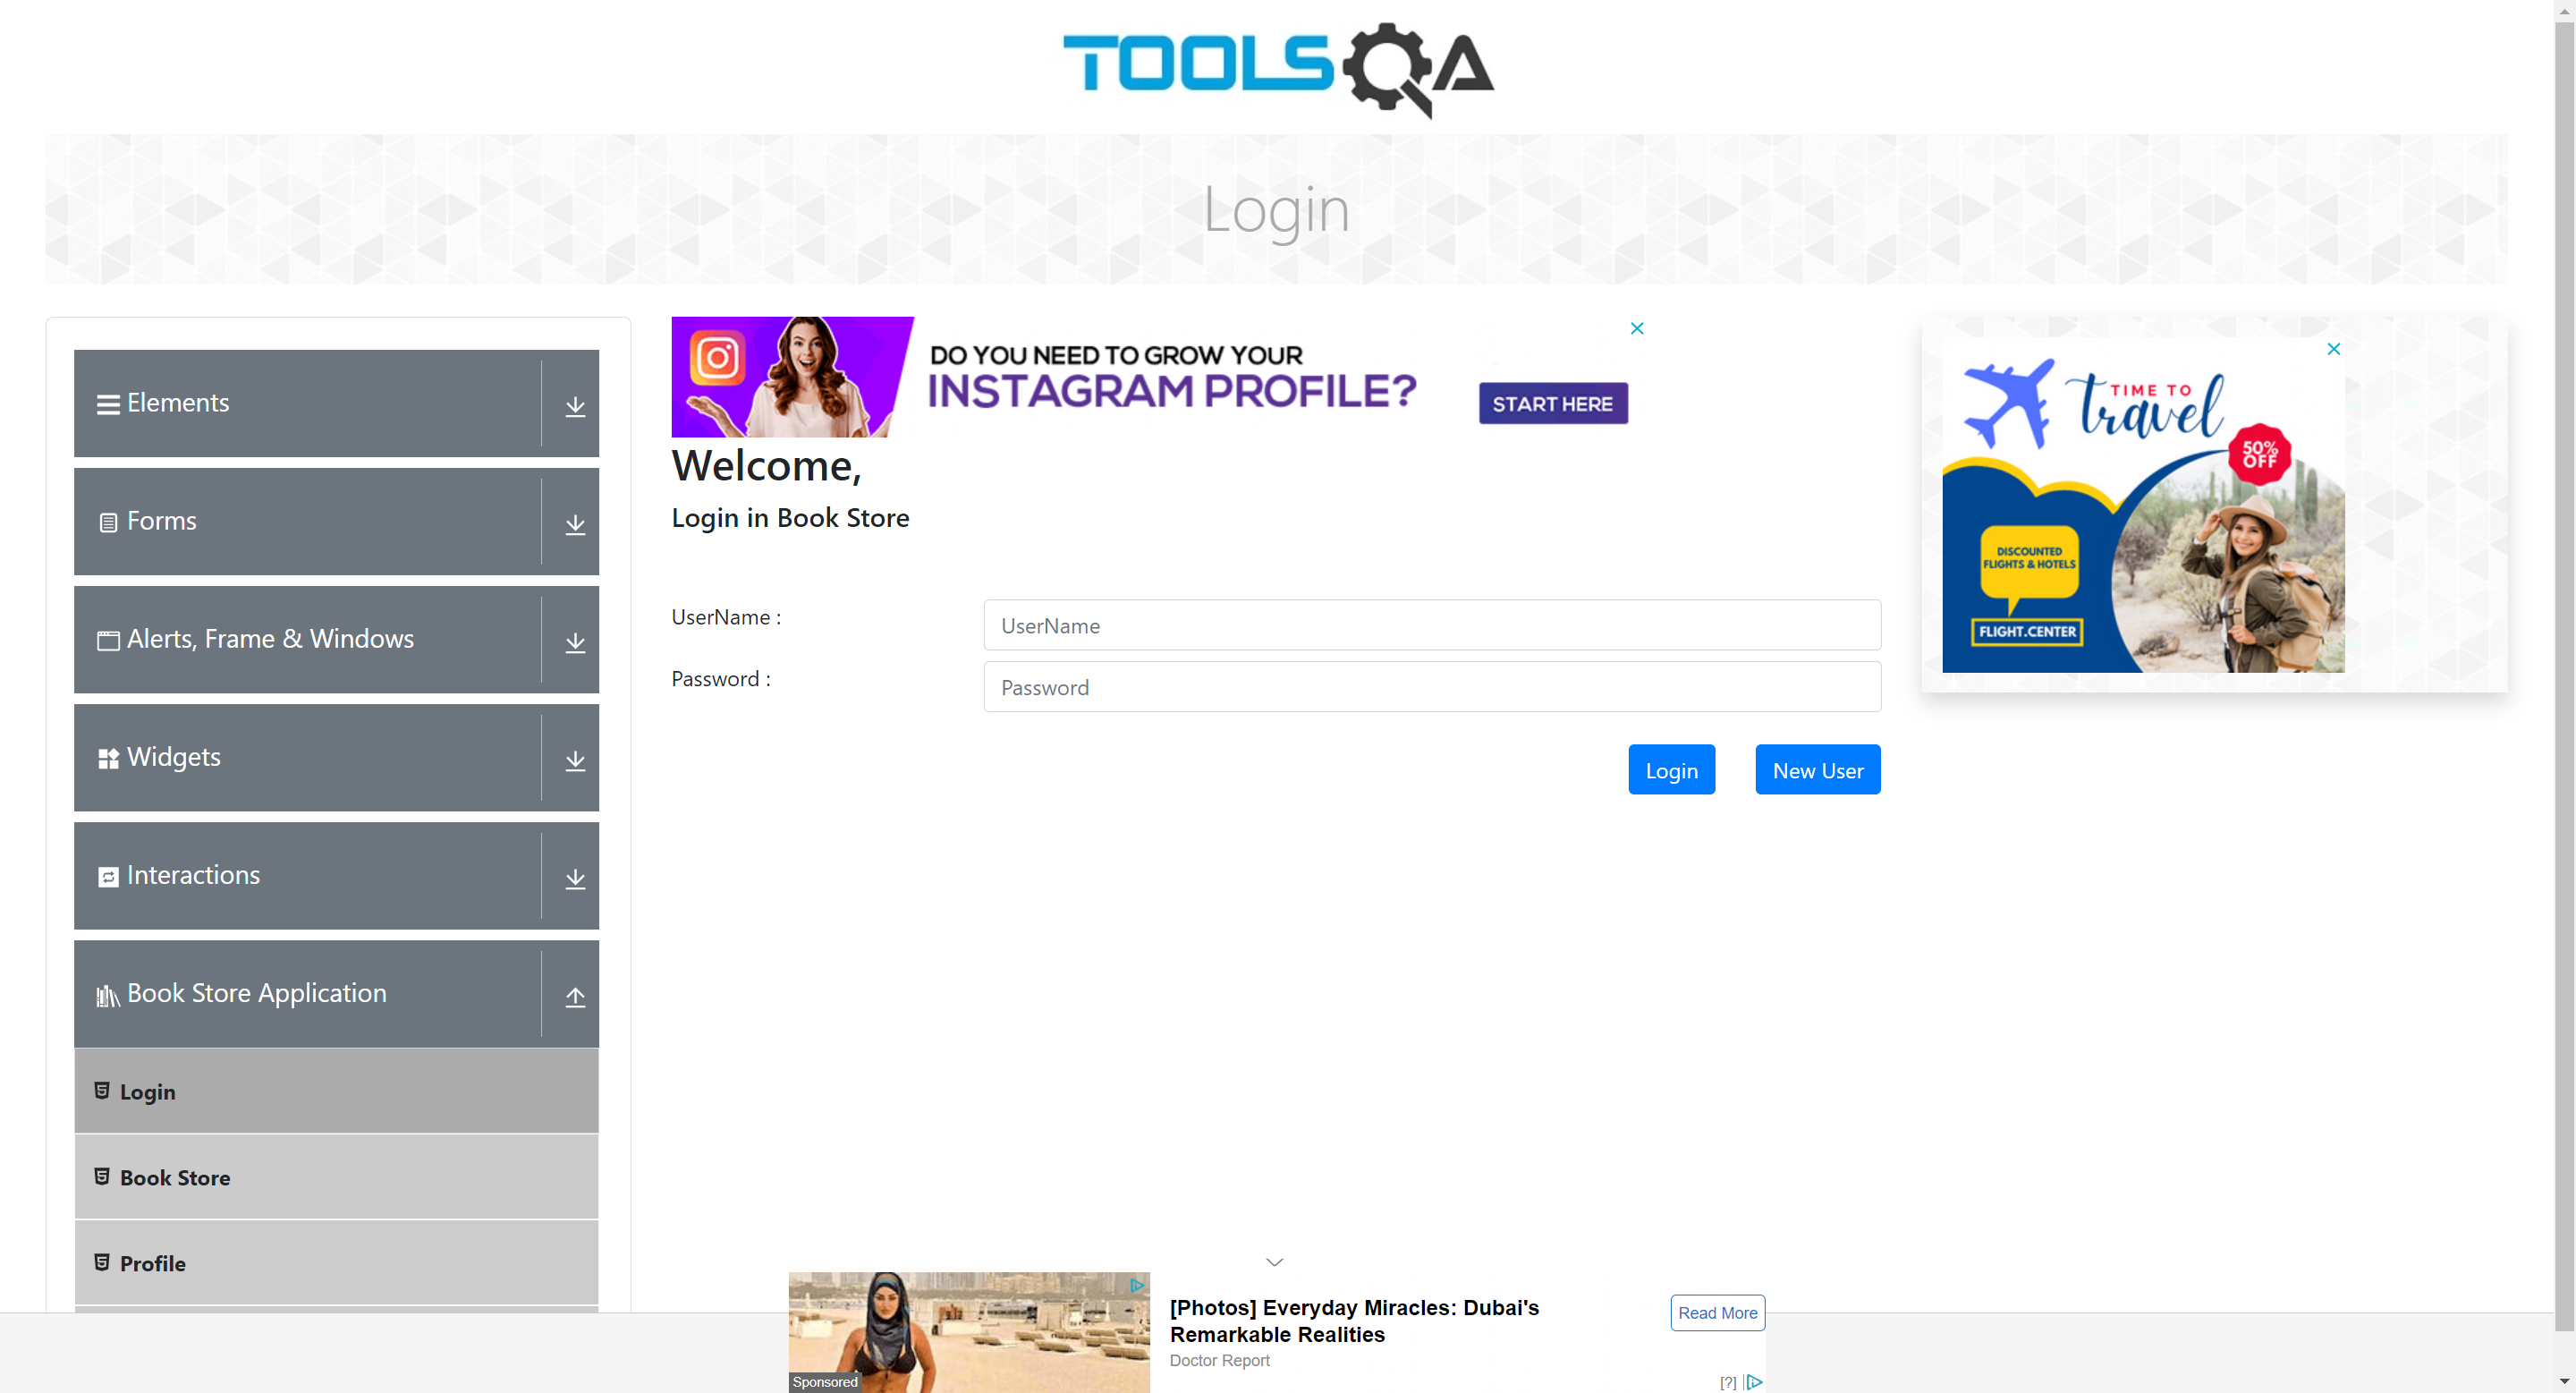 TOOLSQA
Login
Elements
Forms
Alerts, Frame & Windows
Widgets
Interactions
Book Store Application
Login
Book Store
Profile
DO YOU NEED TO GROW YOUR
INSTAGRAM PROFILE?
START HERE
Welcome,
Login in Book Store
UserName :
UserName
Password :
Password
Login
New User
TIME TO
travel
50%
OFF
DISCOUNTED
FLIGHTS & HOTELS
FLIGHT.CENTER
[Photos] Everyday Miracles: Dubai's
Remarkable Realities
Doctor Report
Read More
Sponsored
[?]